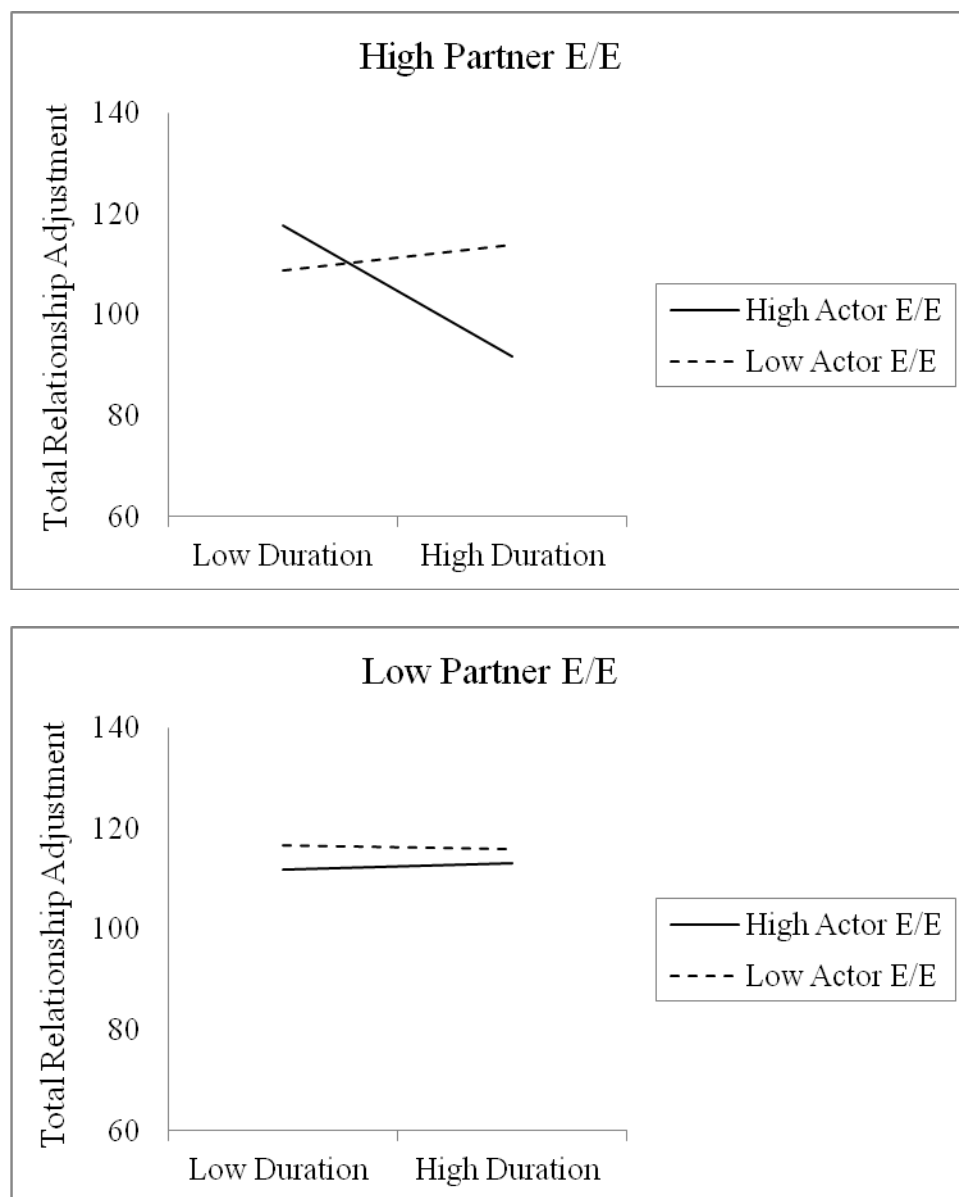 High Partner E/E
Total Relationship Adjustment
140
120
100
80
60
Low Duration High Duration
High Actor E/E
Low Actor E/E
Low Partner E/E
Total Relationship Adjustment
140
120
100
80
60
Low Duration High Duration
High Actor E/E
Low Actor E/E